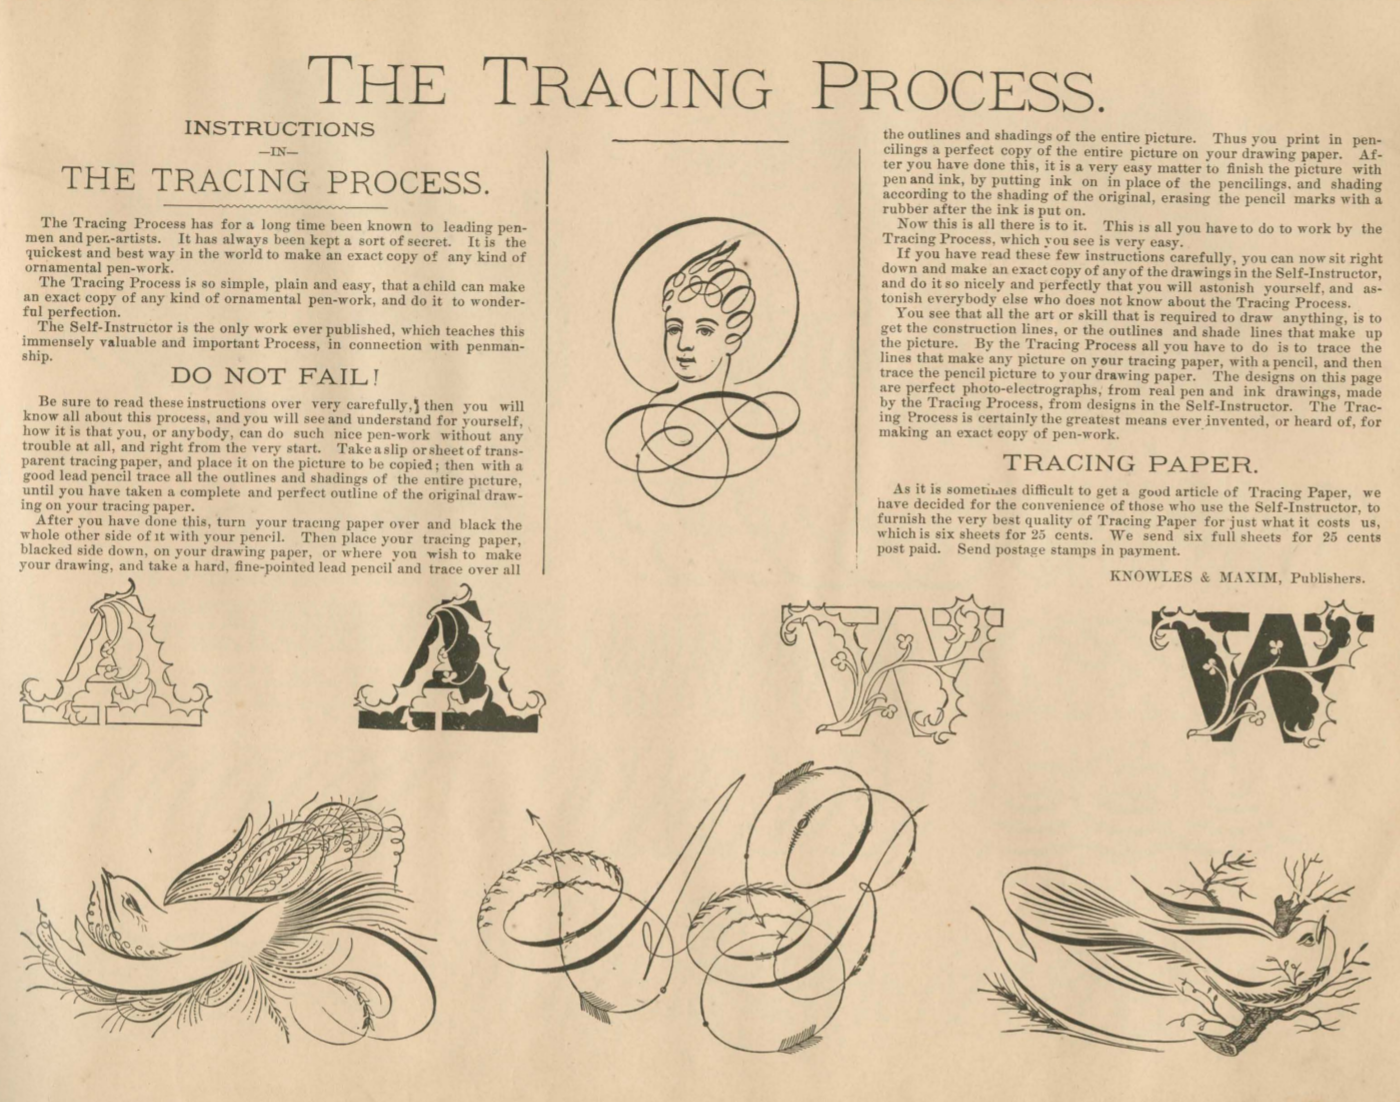 THE TRACING PROCESS.
INSTRUCTIONS
—IN—
THE TRACING PROCESS.
The Tracing Process has for a long time been known to leading pen-
men and pen-artists. It has always been kept a sort of secret. It is the
quickest and best way in the world to make an exact copy of any kind of
ornamental pen-work.
The Tracing Process is so simple, plain and easy, that a child can make
an exact copy of any kind of ornamental pen-work, and do it to wonder-
ful perfection.
The Self-Instructor is the only work ever published, which teaches this
immensely valuable and important Process, in connection with penman-
ship.
DO NOT FAIL!
Be sure to read these instructions over very carefully, then you will
know all about this process, and you will see and understand for yourself,
how it is that you, or anybody, can do such nice pen-work without any
trouble at all, and right from the very start. Take a slip or sheet of trans-
parent tracing paper, and place it on the picture to be copied; then with a
good lead pencil trace all the outlines and shadings of the entire picture,
until you have taken a complete and perfect outline of the original draw-
ing on your tracing paper.
After you have done this, turn your tracing paper over and black the
whole other side of it with your pencil. Then place your tracing paper,
blacked side down, on your drawing paper, or where you wish to make
your drawing, and take a hard, fine-pointed lead pencil and trace over all
the outlines and shadings of the entire picture. Thus you print in pen-
cilings a perfect copy of the entire picture on your drawing paper. Af-
ter you have done this, it is a very easy matter to finish the picture with
pen and ink, by putting ink on in place of the pencilings, and shading
according to the shading of the original, erasing the pencil marks with a
rubber after the ink is put on.
Now this is all there is to it. This is all you have to do to work by the
Tracing Process, which you see is very easy.
If you have read these few instructions carefully, you can now sit right
down and make an exact copy of any of the drawings in the Self-Instructor,
and do it so nicely and perfectly that you will astonish yourself, and as-
tonish everybody else who does not know about the Tracing Process.
You see that all the art or skill that is required to draw anything, is to
get the construction lines, or the outlines and shade lines that make up
the picture. By the Tracing Process all you have to do is to trace the
lines that make any picture on your tracing paper, with a pencil, and then
trace the pencil picture to your drawing paper. The designs on this page
are perfect photo-electrographs, from real pen and ink drawings, made
by the Tracing Process, from designs in the Self-Instructor. The Trac-
ing Process is certainly the greatest means ever invented, or heard of, for
making an exact copy of pen-work.
TRACING PAPER.
As it is sometimes difficult to get a good article of Tracing Paper, we
have decided for the convenience of those who use the Self-Instructor, to
furnish the very best quality of Tracing Paper for just what it costs us,
which is six sheets for 25 cents. We send six full sheets for 25 cents
post paid. Send postage stamps in payment.
KNOWLES & MAXIM, Publishers.
A A W W